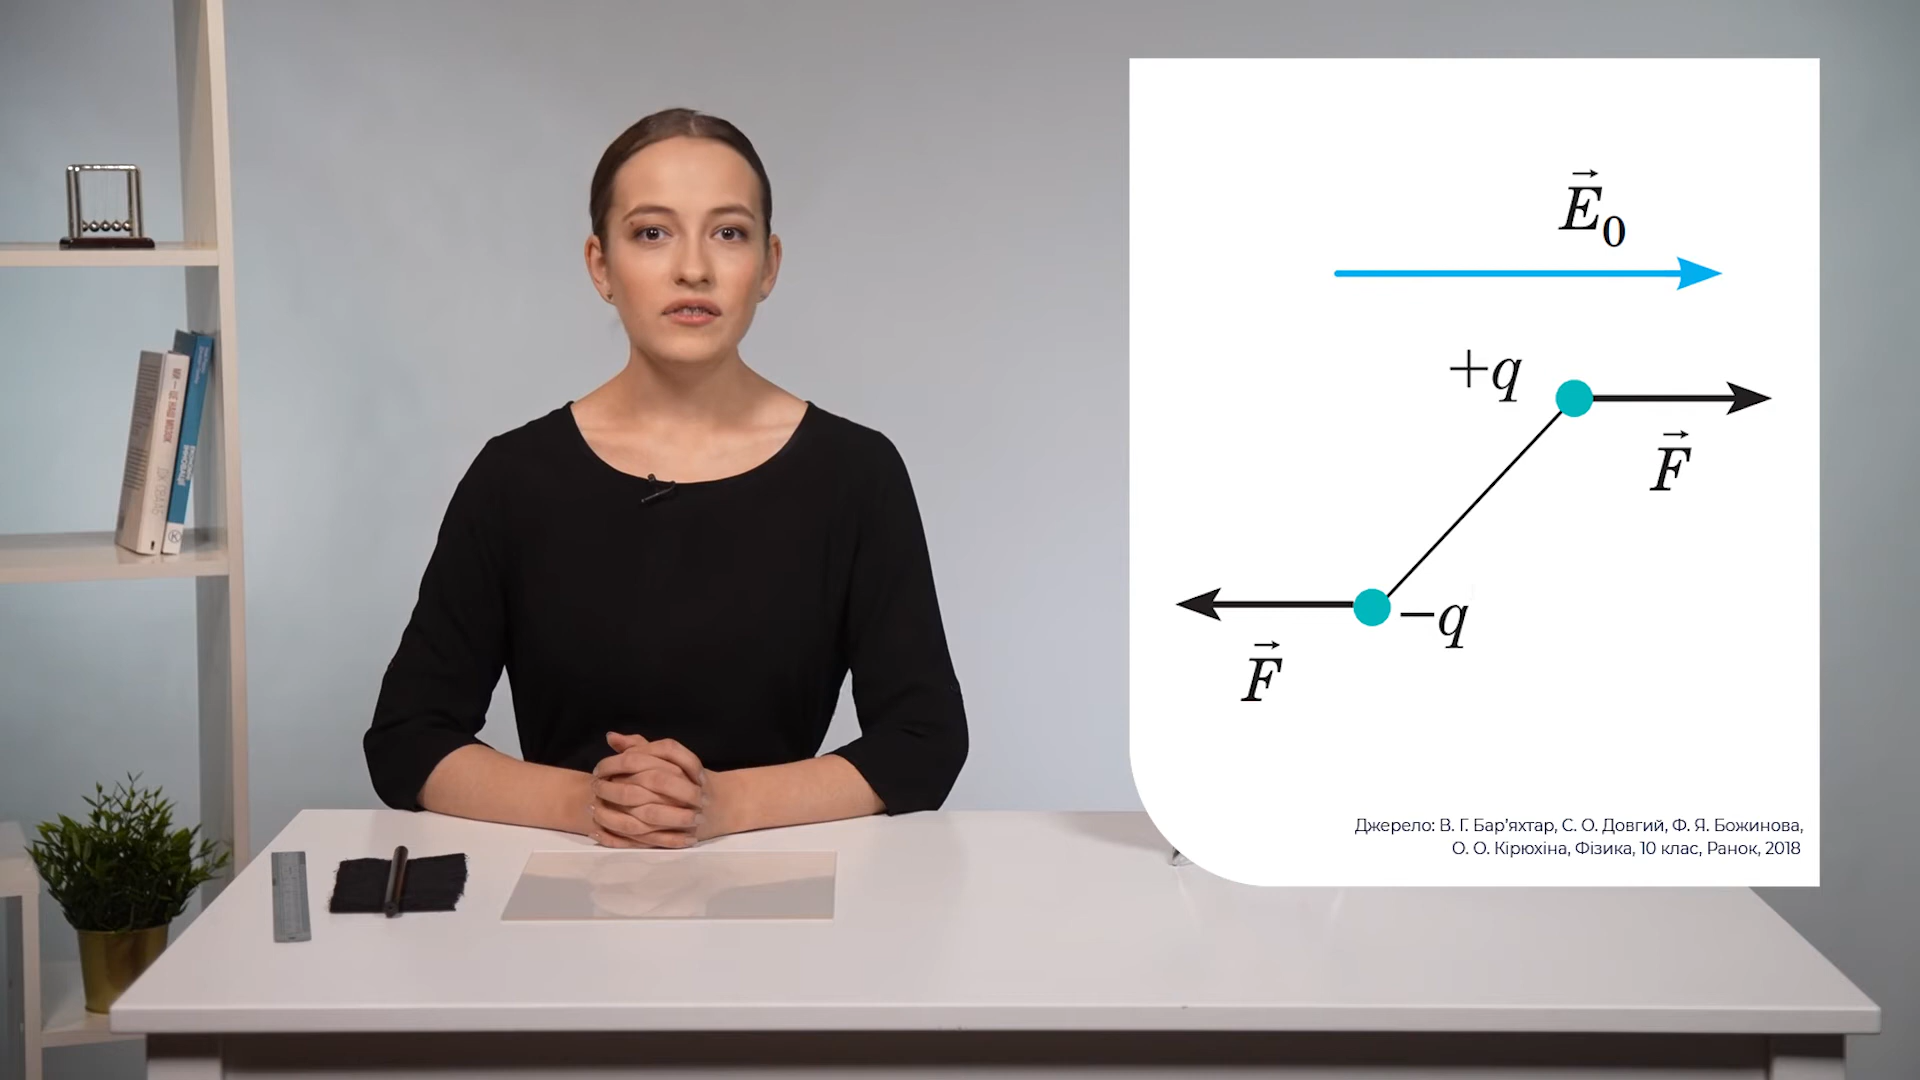 E⃗₀
+q
F⃗
−q
F⃗
Джерело: В. Г. Бар’яхтар, С. О. Довгий, Ф. Я. Божинова,
О. О. Кірюхіна, Фізика, 10 клас, Ранок, 2018